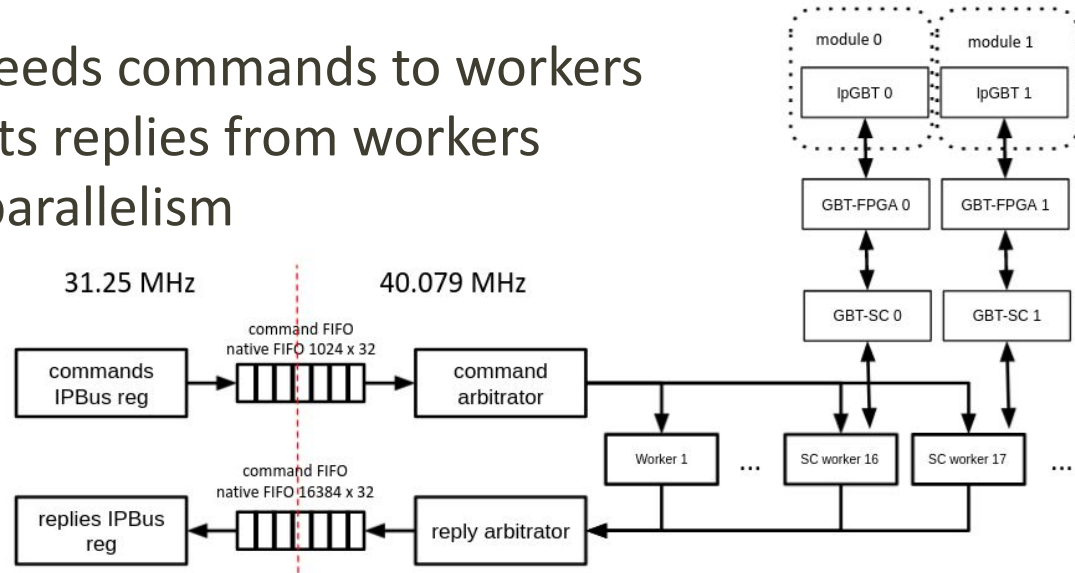 eeds commands to workers
ts replies from workers
parallelism
module 0
module 1
lpGBT 0
lpGBT 1
GBT-FPGA 0
GBT-FPGA 1
GBT-SC 0
GBT-SC 1
31.25 MHz
40.079 MHz
command FIFO
native FIFO 1024 x 32
commands
IPBus reg
command
arbitrator
Worker 1
...
SC worker 16
SC worker 17
...
command FIFO
native FIFO 16384 x 32
replies IPBus
reg
reply arbitrator